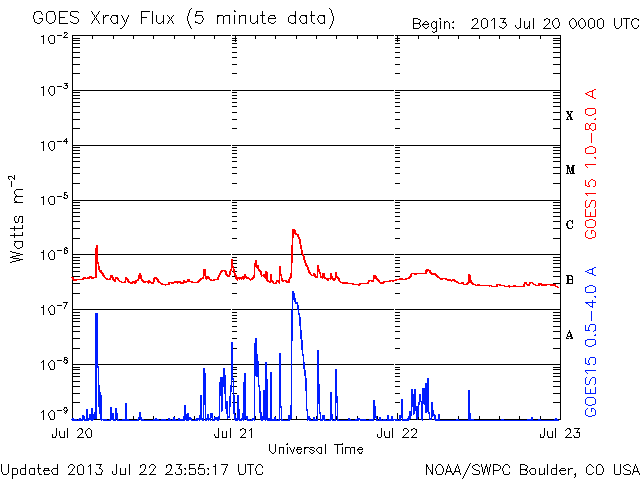 GOES Xray Flux (5 minute data)
Begin: 2013 Jul 20 0000 UTC
10⁻²
10⁻³
10⁻⁴
10⁻⁵
10⁻⁶
10⁻⁷
10⁻⁸
10⁻⁹
Watts m⁻²
X
M
C
B
A
GOES15 1.0-8.0 A
GOES15 0.5-4.0 A
Jul 20
Jul 21
Jul 22
Jul 23
Universal Time
Updated 2013 Jul 22 23:55:17 UTC
NOAA/SWPC Boulder, CO USA